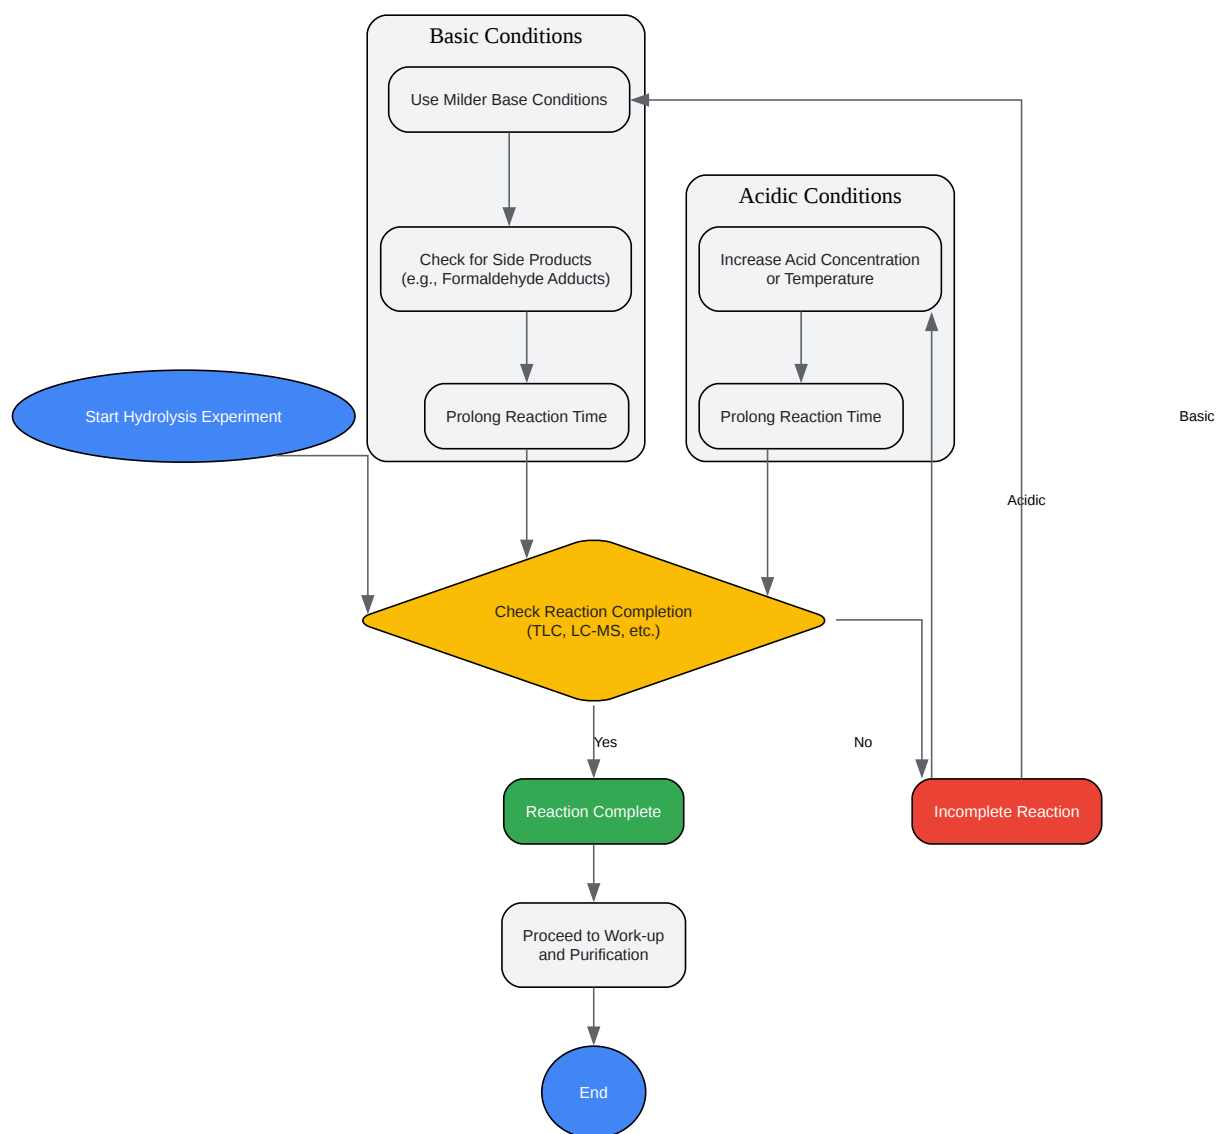 Basic Conditions
Use Milder Base Conditions
Acidic Conditions
Check for Side Products
(e.g., Formaldehyde Adducts)
Increase Acid Concentration
or Temperature
Start Hydrolysis Experiment
Prolong Reaction Time
Prolong Reaction Time
Basic
Acidic
Check Reaction Completion
(TLC, LC-MS, etc.)
Yes
No
Reaction Complete
Incomplete Reaction
Proceed to Work-up
and Purification
End